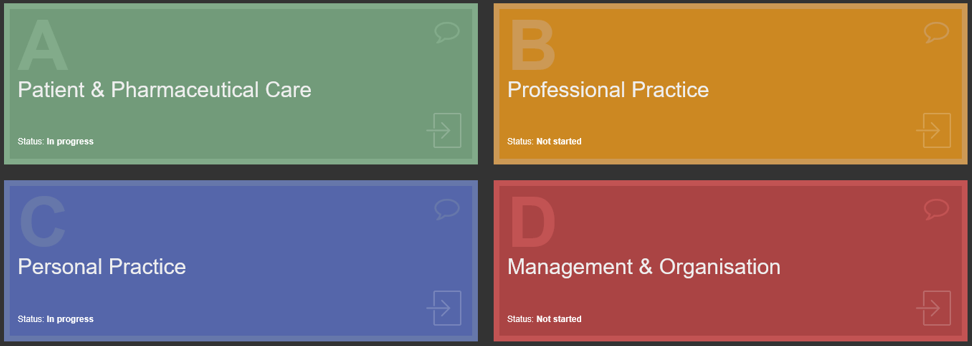 A
Patient & Pharmaceutical Care
Status: In progress
B
Professional Practice
Status: Not started
C
Personal Practice
Status: In progress
D
Management & Organisation
Status: Not started